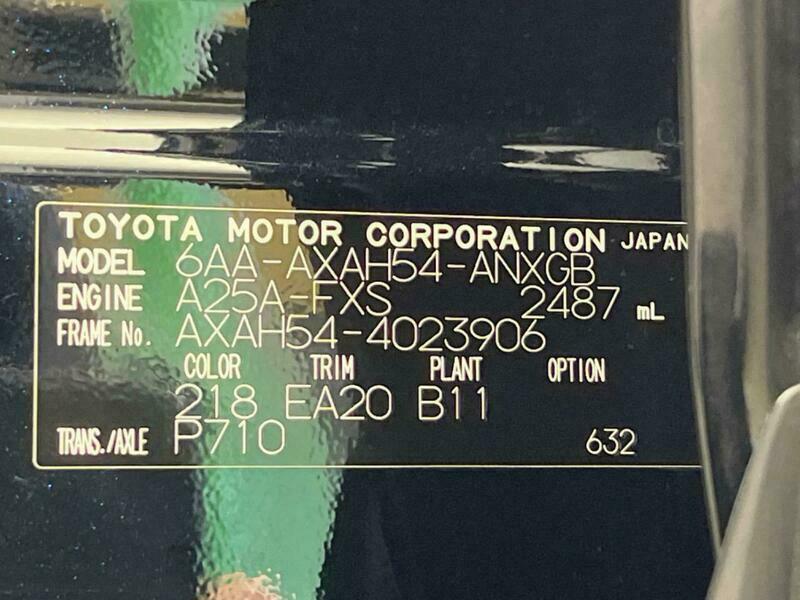 TOYOTA MOTOR CORPORATION JAPAN
MODEL 6AA-AXAH54-ANXGB
ENGINE A25A-FXS 2487 mL
FRAME No. AXAH54-4023906
COLOR TRIM PLANT OPTION
218 EA20 B11
TRANS./AXLE P710 632